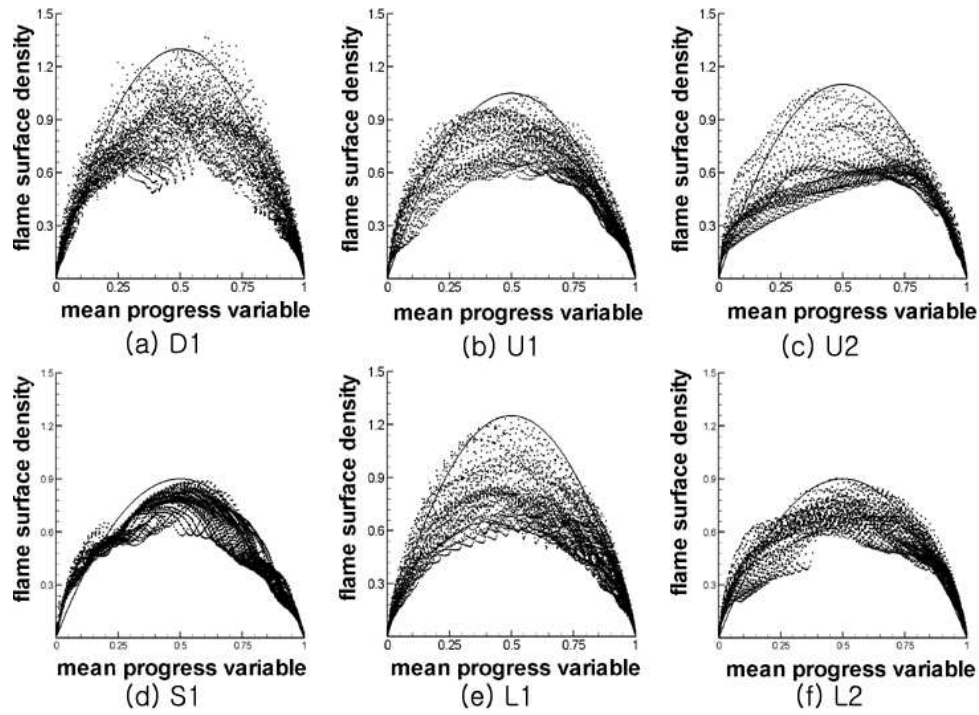 1.5
1.2
0.9
0.6
0.3
flame surface density
0 0.25 0.5 0.75 1
mean progress variable
(a) D1
1.5
1.2
0.9
0.6
0.3
flame surface density
0 0.25 0.5 0.75 1
mean progress variable
(b) U1
1.5
1.2
0.9
0.6
0.3
flame surface density
0 0.25 0.5 0.75 1
mean progress variable
(c) U2
1.5
1.2
0.9
0.6
0.3
flame surface density
0 0.25 0.5 0.75 1
mean progress variable
(d) S1
1.5
1.2
0.9
0.6
0.3
flame surface density
0 0.25 0.5 0.75 1
mean progress variable
(e) L1
1.5
1.2
0.9
0.6
0.3
flame surface density
0 0.25 0.5 0.75 1
mean progress variable
(f) L2